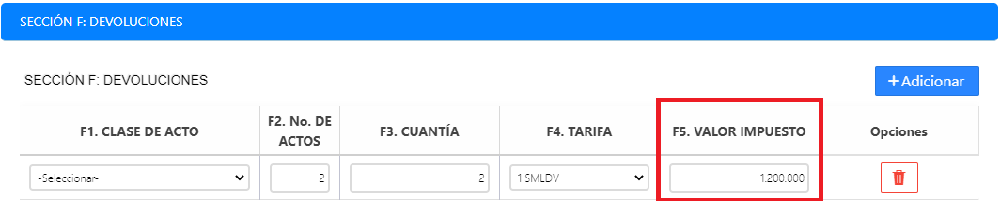 SECCIÓN F: DEVOLUCIONES
SECCIÓN F: DEVOLUCIONES
+Adicionar
F1. CLASE DE ACTO
F2. No. DE
ACTOS
F3. CUANTÍA
F4. TARIFA
F5. VALOR IMPUESTO
Opciones
-Seleccionar-
2
2
1 SMLDV
1.200.000